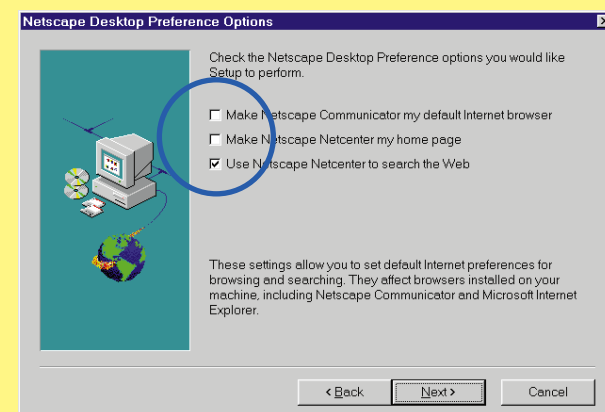 Netscape Desktop Preference Options
Check the Netscape Desktop Preference options you would like
Setup to perform.
Make Netscape Communicator my default Internet browser
Make Netscape Netcenter my home page
Use Netscape Netcenter to search the Web
These settings allow you to set default Internet preferences for
browsing and searching. They affect browsers installed on your
machine, including Netscape Communicator and Microsoft Internet
Explorer.
< Back
Next >
Cancel